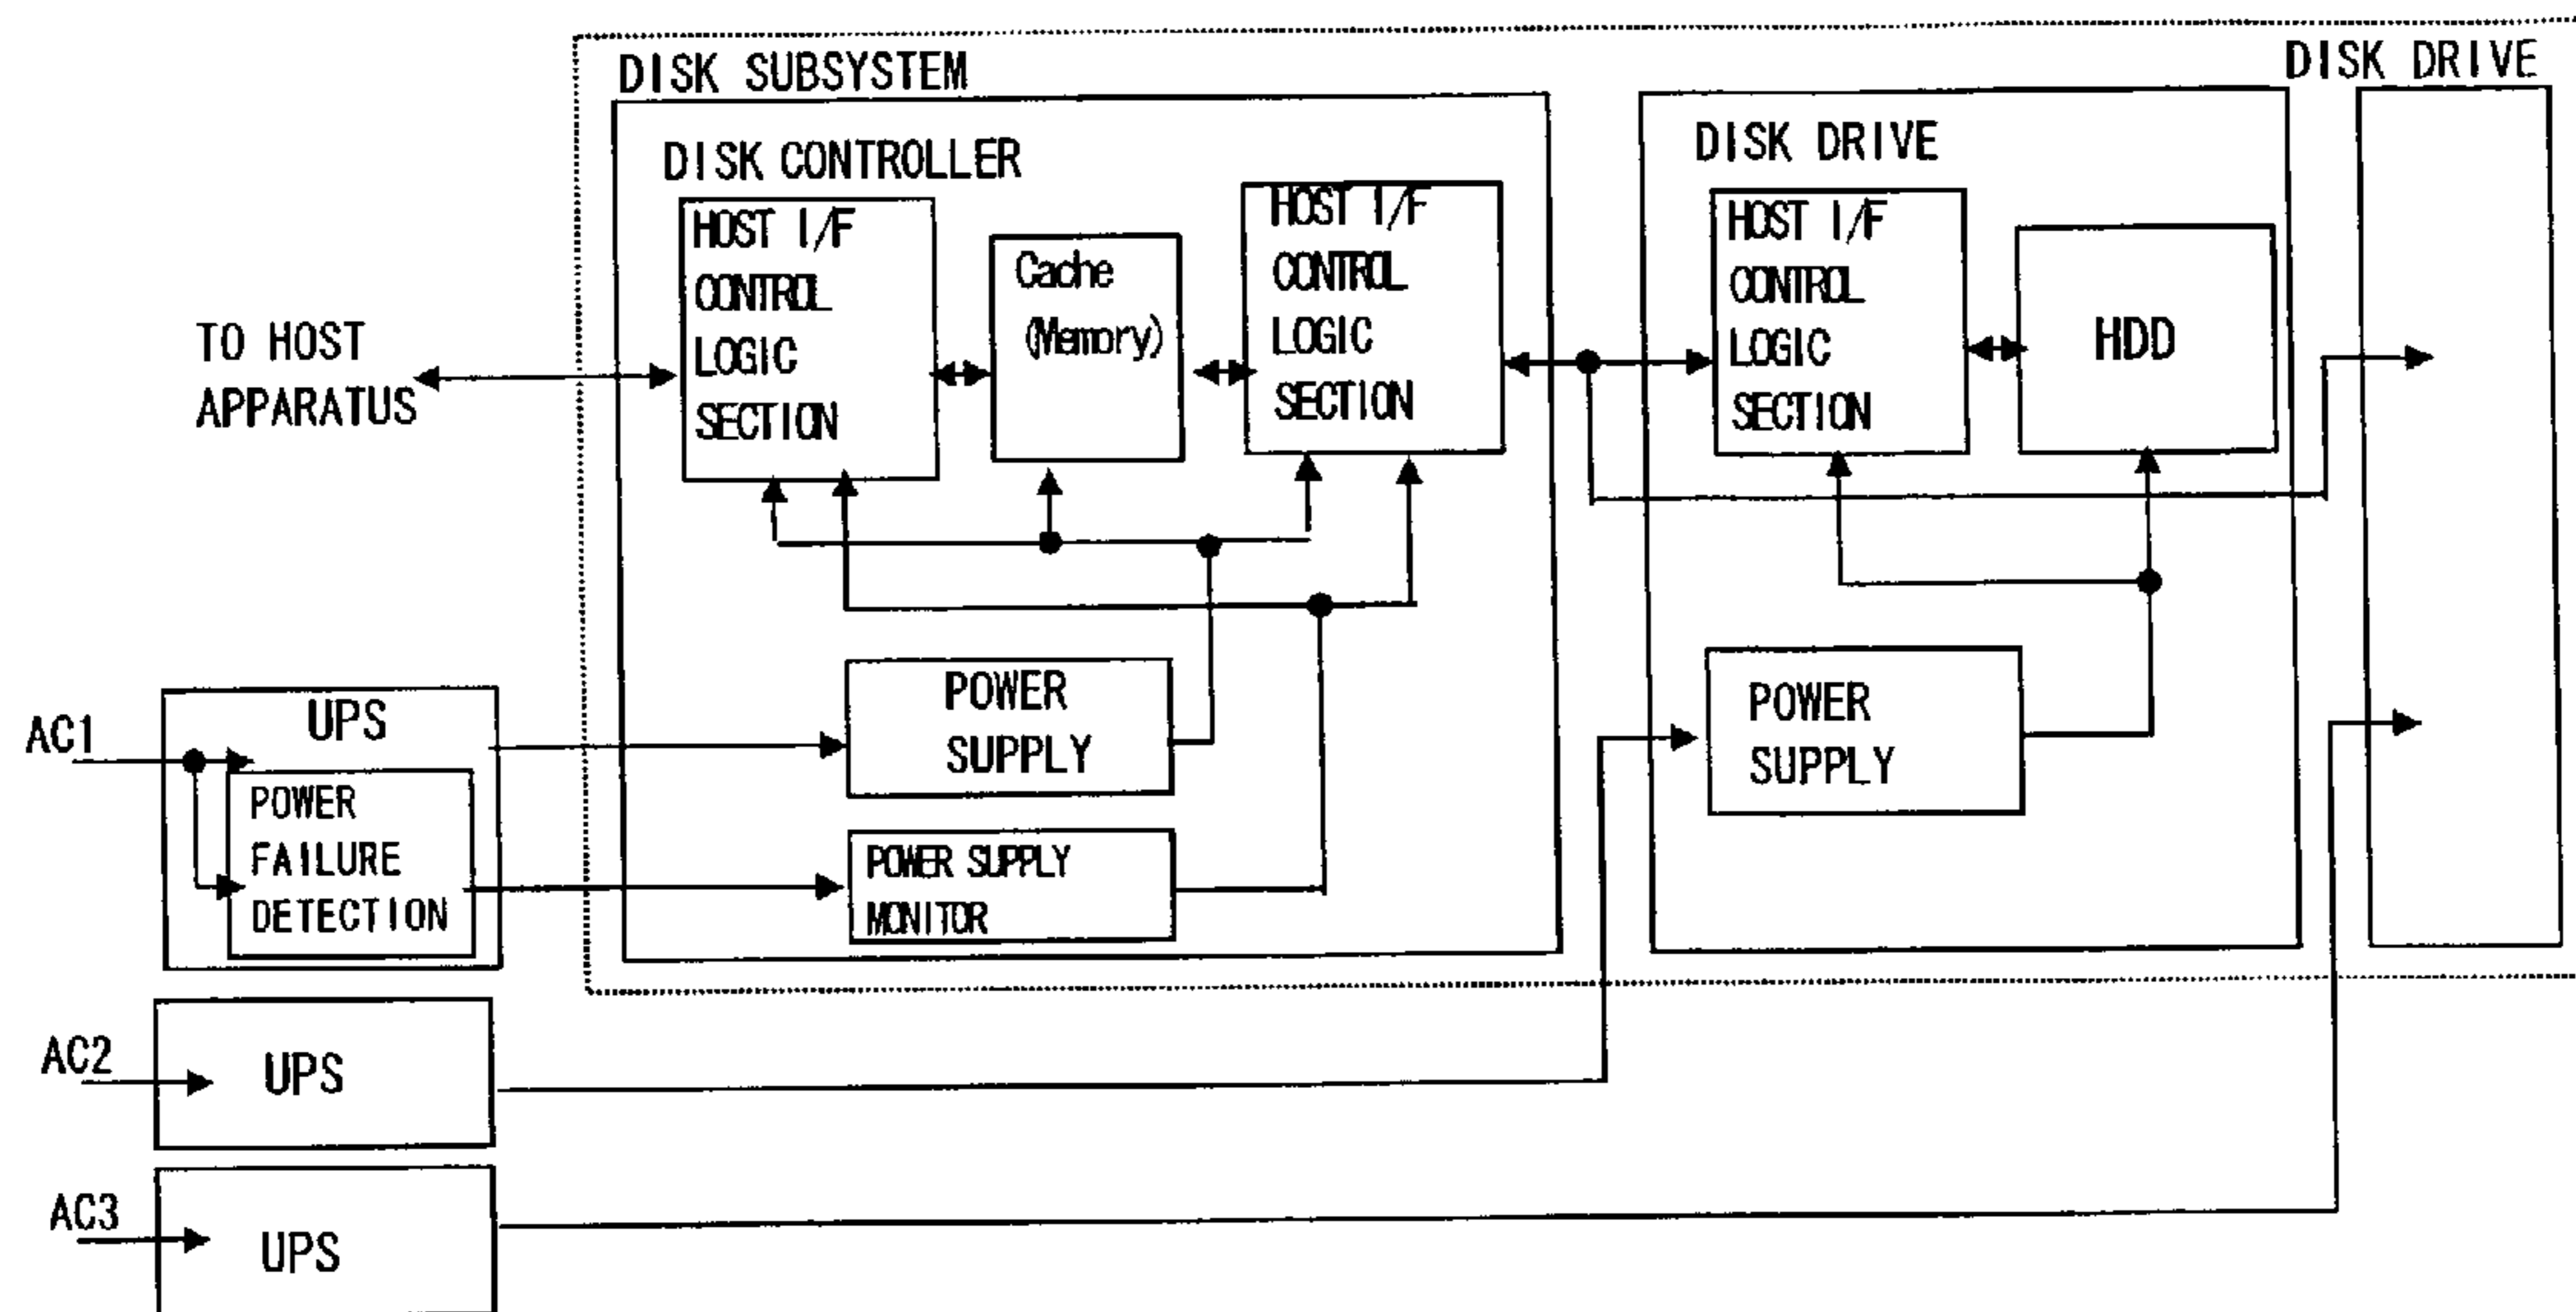 DISK SUBSYSTEM
DISK DRIVE
DISK CONTROLLER
DISK DRIVE
HOST I/F
CONTROL
LOGIC
SECTION
Cache
(Memory)
HOST I/F
CONTROL
LOGIC
SECTION
HOST I/F
CONTROL
LOGIC
SECTION
HDD
TO HOST
APPARATUS
POWER
SUPPLY
POWER
SUPPLY
AC1
UPS
POWER
FAILURE
DETECTION
POWER SUPPLY
MONITOR
AC2
UPS
AC3
UPS